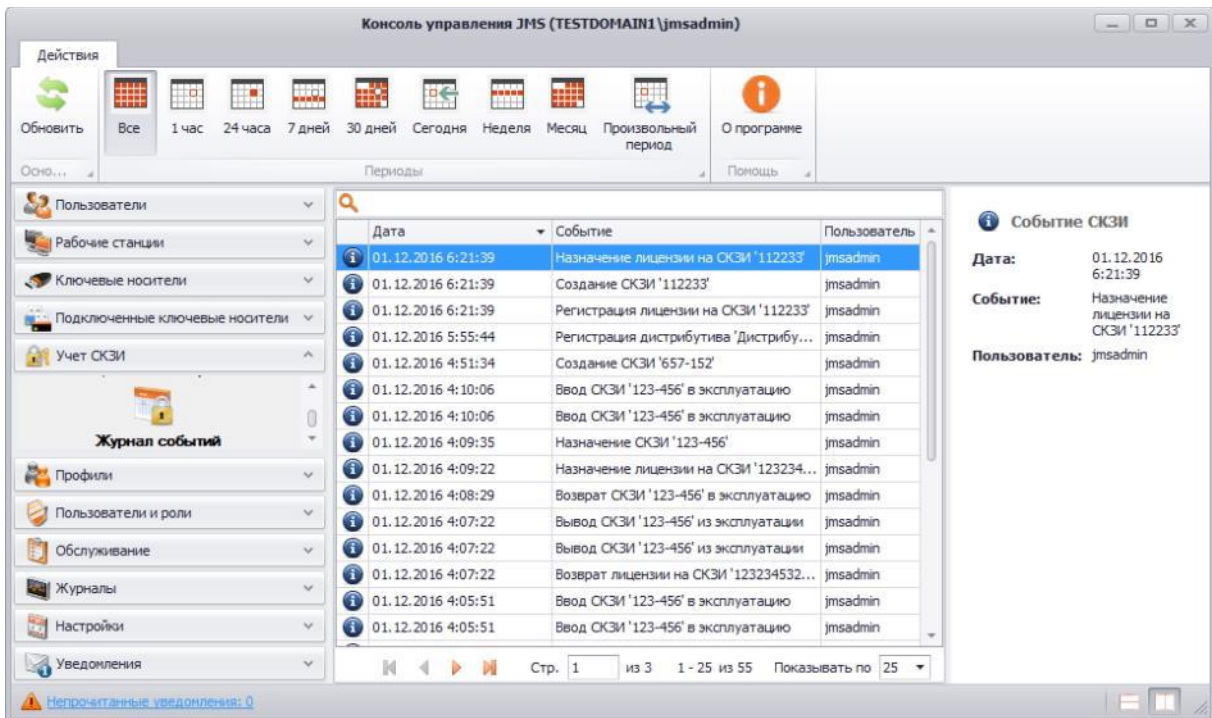 Консоль управления JMS (TESTDOMAIN1\jmsadmin)
Действия
Обновить
Все
1 час
24 часа
7 дней
30 дней
Сегодня
Неделя
Месяц
Произвольный период
О программе
Осно...
Периоды
Помощь
Пользователи
Рабочие станции
Ключевые носители
Подключенные ключевые носители
Учет СКЗИ
Журнал событий
Профили
Пользователи и роли
Обслуживание
Журналы
Настройки
Уведомления
Дата Событие Пользователь
01.12.2016 6:21:39 Назначение лицензии на СКЗИ '112233' jmsadmin
01.12.2016 6:21:39 Создание СКЗИ '112233' jmsadmin
01.12.2016 6:21:39 Регистрация лицензии на СКЗИ '112233' jmsadmin
01.12.2016 5:55:44 Регистрация дистрибутива 'Дистрибу... jmsadmin
01.12.2016 4:51:34 Создание СКЗИ '657-152' jmsadmin
01.12.2016 4:10:06 Ввод СКЗИ '123-456' в эксплуатацию jmsadmin
01.12.2016 4:10:06 Ввод СКЗИ '123-456' в эксплуатацию jmsadmin
01.12.2016 4:09:35 Назначение СКЗИ '123-456' jmsadmin
01.12.2016 4:09:22 Назначение лицензии на СКЗИ '123234... jmsadmin
01.12.2016 4:08:29 Возврат СКЗИ '123-456' в эксплуатацию jmsadmin
01.12.2016 4:07:22 Вывод СКЗИ '123-456' из эксплуатации jmsadmin
01.12.2016 4:07:22 Вывод СКЗИ '123-456' из эксплуатации jmsadmin
01.12.2016 4:07:22 Возврат лицензии на СКЗИ '123234532... jmsadmin
01.12.2016 4:05:51 Ввод СКЗИ '123-456' в эксплуатацию jmsadmin
01.12.2016 4:05:51 Ввод СКЗИ '123-456' в эксплуатацию jmsadmin
Стр. 1 из 3 1 - 25 из 55 Показывать по 25
Событие СКЗИ
Дата: 01.12.2016
6:21:39
Событие: Назначение
лицензии на
СКЗИ '112233'
Пользователь: jmsadmin
Непрочитанные уведомления: 0